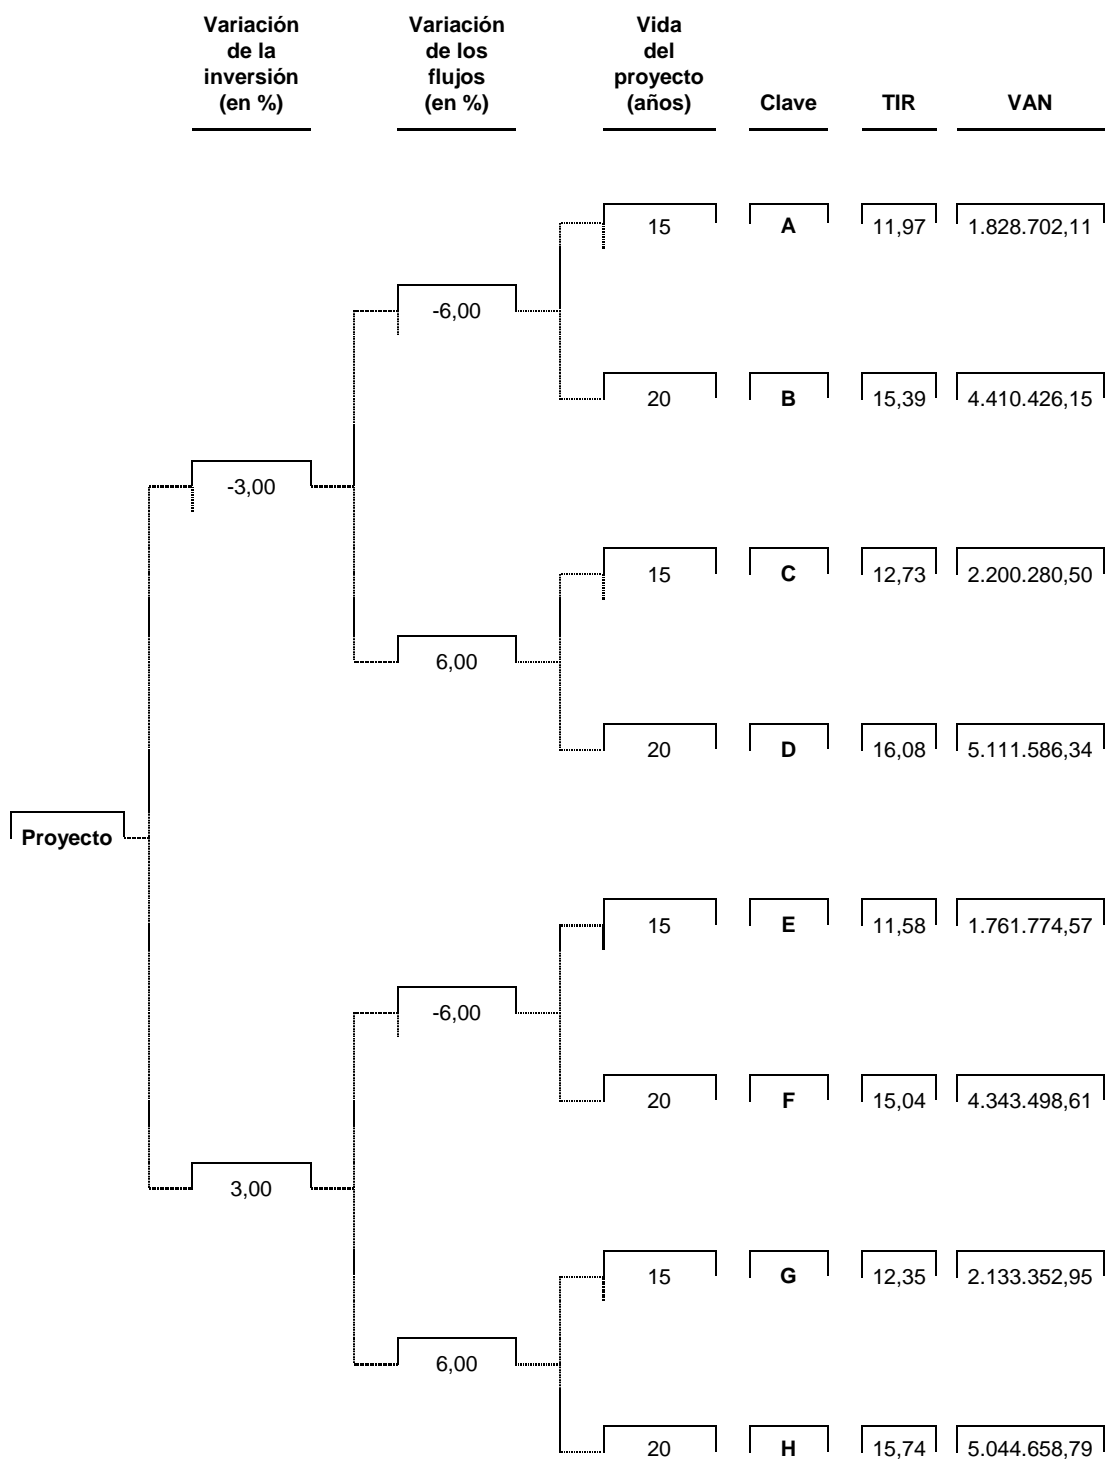 Variación de la inversión (en %)
Variación de los flujos (en %)
Vida del proyecto (años)
Clave
TIR
VAN
15 A 11,97 1.828.702,11
-6,00
20 B 15,39 4.410.426,15
-3,00
15 C 12,73 2.200.280,50
6,00
20 D 16,08 5.111.586,34
Proyecto
15 E 11,58 1.761.774,57
-6,00
20 F 15,04 4.343.498,61
3,00
15 G 12,35 2.133.352,95
6,00
20 H 15,74 5.044.658,79